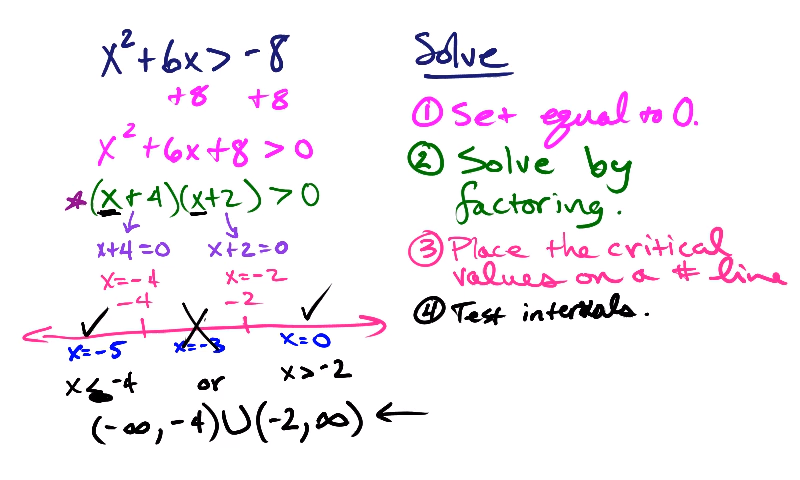 x² + 6x > -8
+8 +8
x² + 6x + 8 > 0
* (x + 4)(x + 2) > 0
x + 4 = 0 x + 2 = 0
x = -4 x = -2
-4 -2
x = -5 x = -3 x = 0
x < -4 or x > -2
(-∞, -4) ∪ (-2, ∞) ←
Solve
① Set equal to 0.
② Solve by
factoring.
③ Place the critical
values on a # line
④ Test intervals.